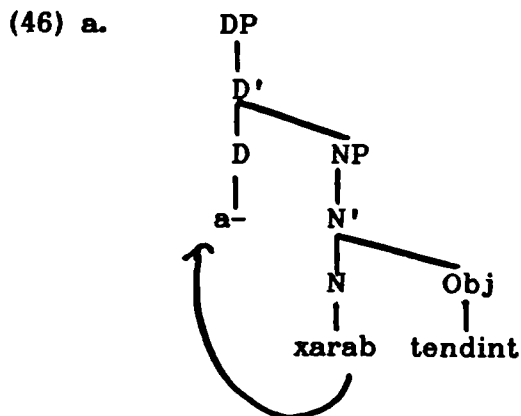 (46) a. DP
D'
D NP
a- N'
N Obj
xarab tendint